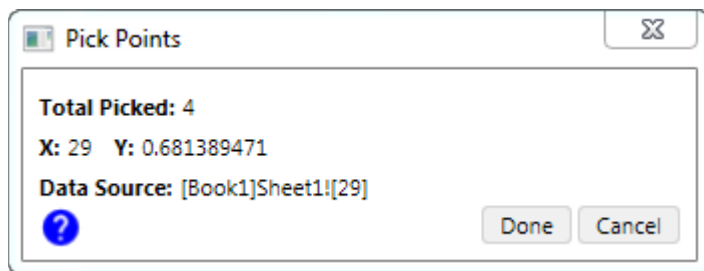 Pick Points
Total Picked: 4
X: 29 Y: 0.681389471
Data Source: [Book1]Sheet1![29]
? Done Cancel